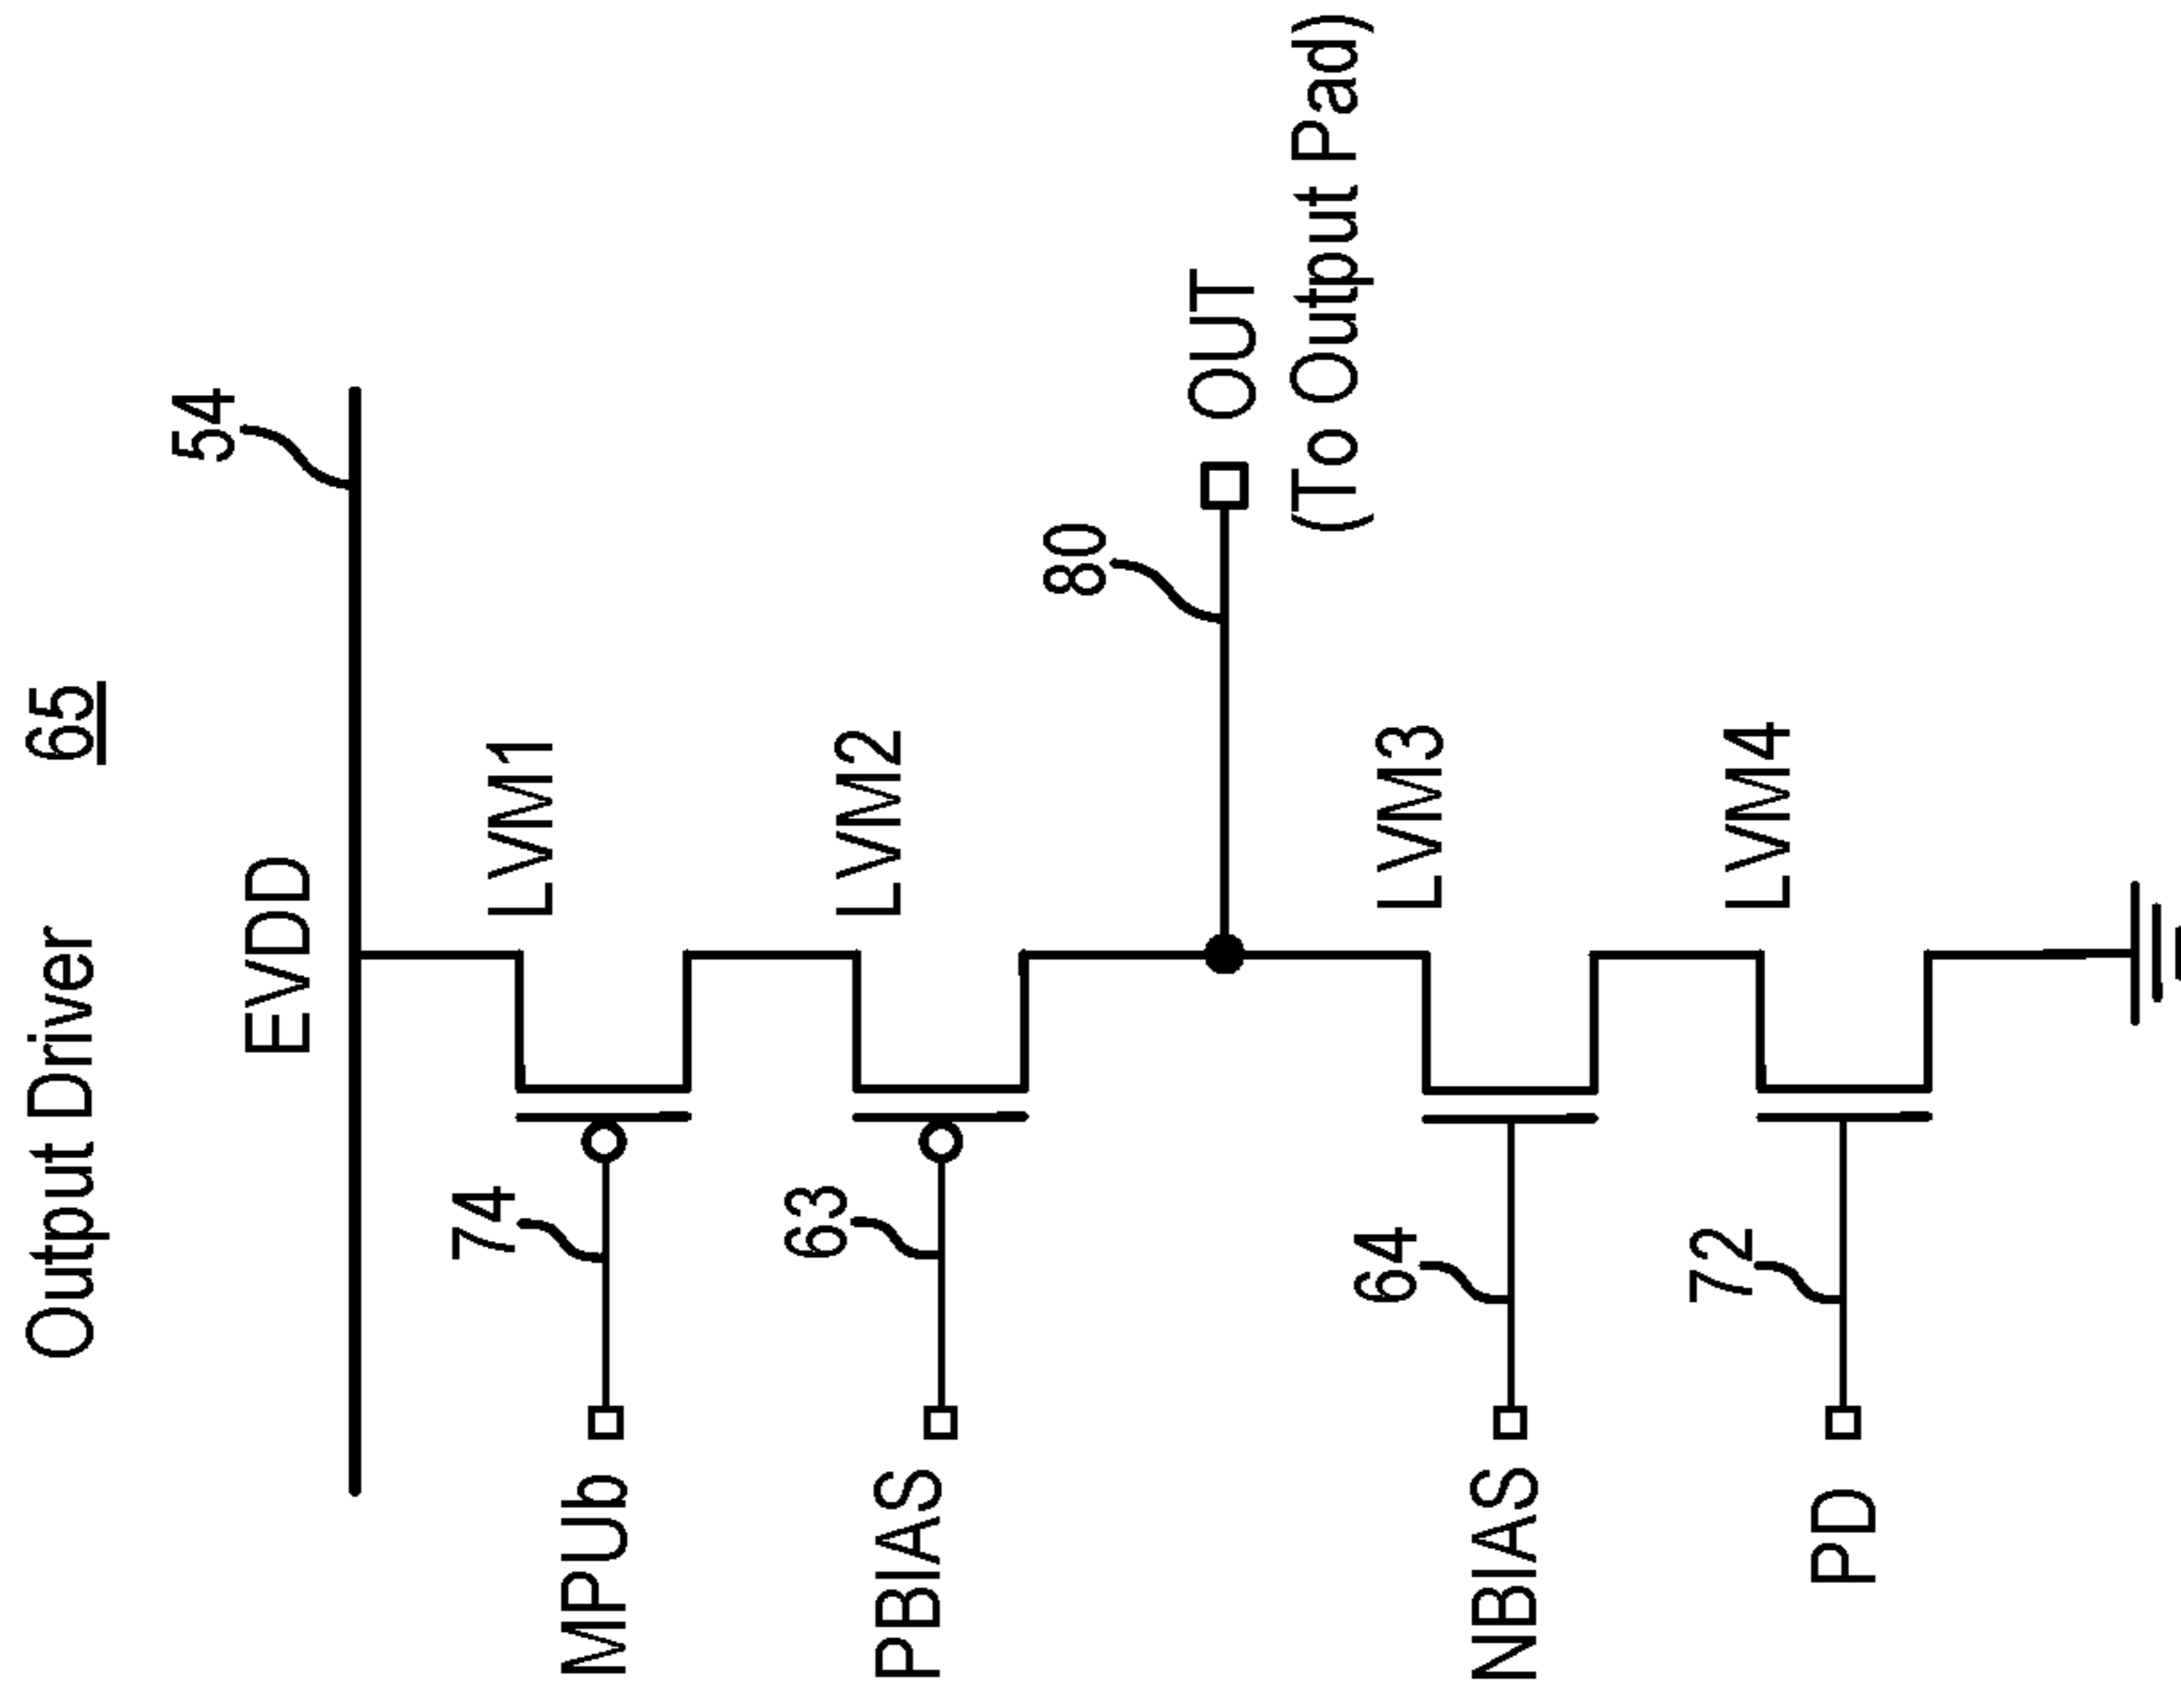 Output Driver 65
54
EVDD
LVM1
74
MPUb
LVM2
63
PBIAS
80
OUT
(To Output Pad)
LVM3
64
NBIAS
LVM4
72
PD